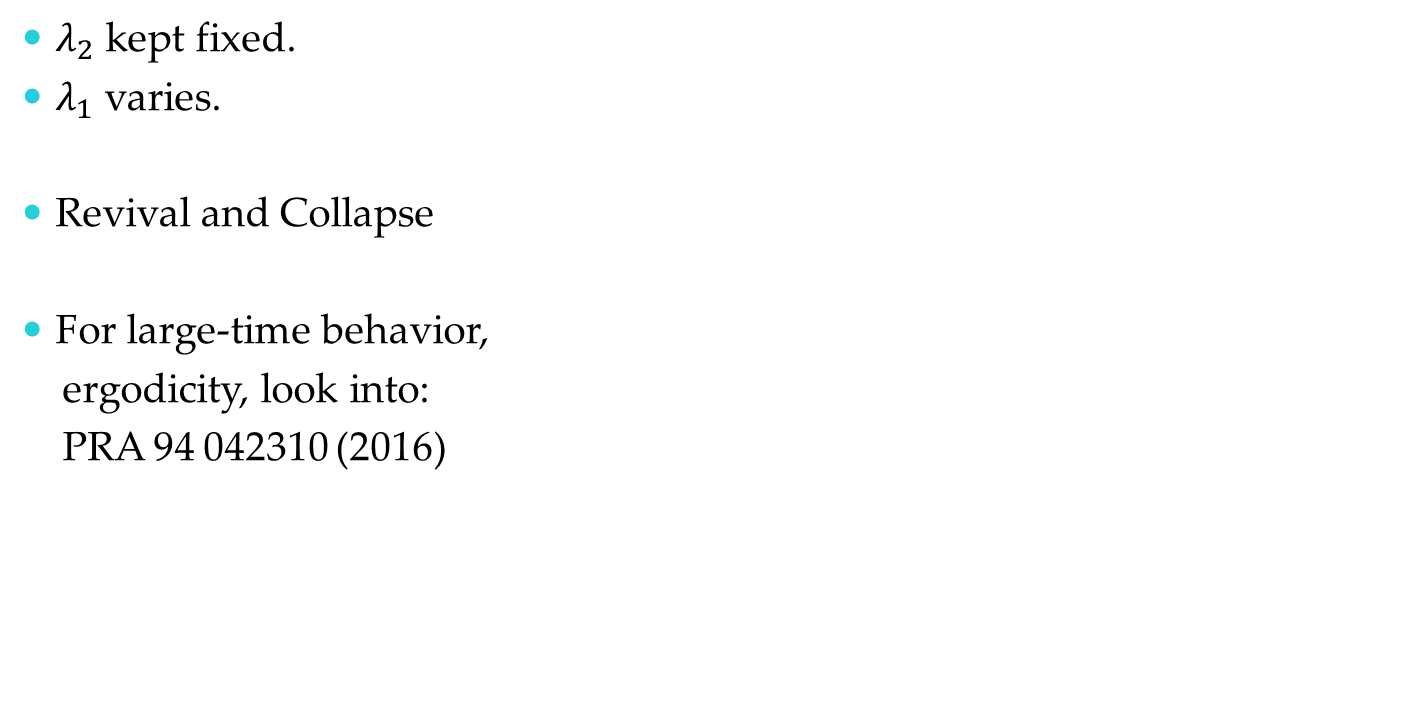 • λ₂ kept fixed.
• λ₁ varies.
• Revival and Collapse
• For large-time behavior,
ergodicity, look into:
PRA 94 042310 (2016)